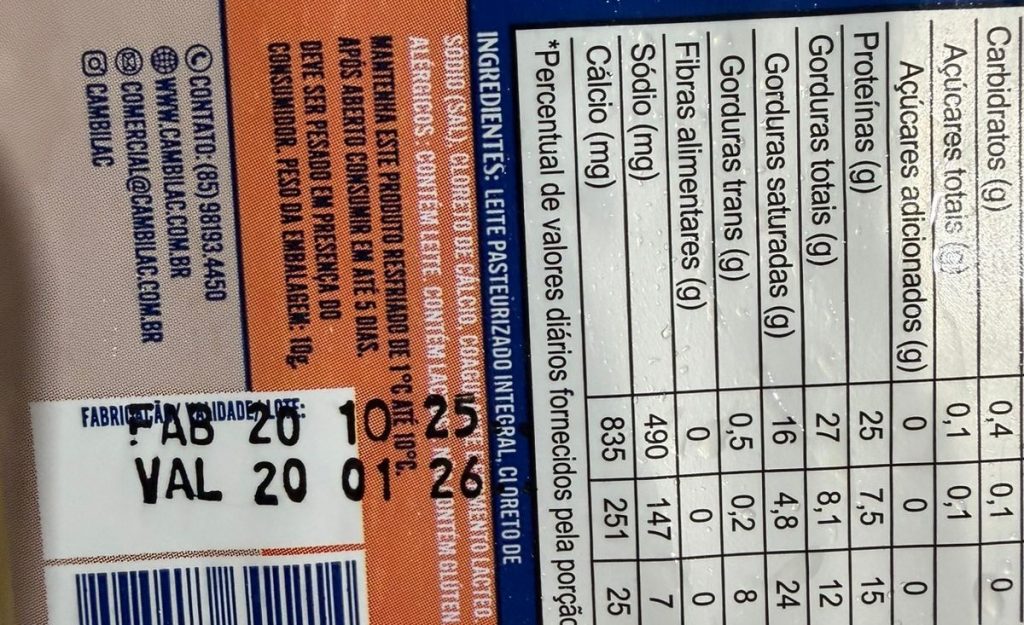 Carbidratos (g) 0,4 0,1 0
Açúcares totais (g) 0,1 0,1
Açúcares adicionados (g) 0 0 0
Proteínas (g) 25 7,5 15
Gorduras totais (g) 27 8,1 12
Gorduras saturadas (g) 16 4,8 24
Gorduras trans (g) 0,5 0,2 8
Fibras alimentares (g) 0 0 0
Sódio (mg) 490 147 7
Cálcio (mg) 835 251 25
*Percentual de valores diários fornecidos pela porção
INGREDIENTES: LEITE PASTEURIZADO INTEGRAL, CLORETO DE
SÓDIO (SAL), CLORETO DE CÁLCIO, LÁCTEO.
ALÉRGICOS: CONTÉM LEITE. CONTÉM GLÚTEN
MANTENHA ESTE PRODUTO RESFRIADO DE 1°C ATÉ 10°C.
APÓS ABERTO CONSUMIR EM ATÉ 5 DIAS.
DEVE SER PESADO EM PRESENÇA DO
CONSUMIDOR. PESO DA EMBALAGEM: 10g.
CONTATO: (85) 98193.4450
WWW.CAMBILAC.COM.BR
COMERCIAL@CAMBILAC.COM.BR
CAMBILAC
FABRICAÇÃO/VALIDADE/LOTE:
FAB 20 10 25
VAL 20 01 26